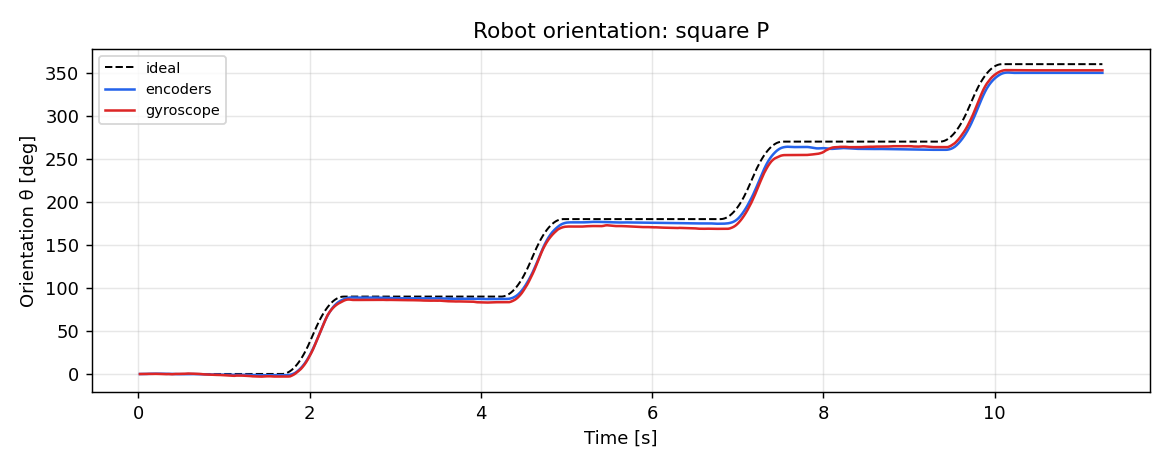 Robot orientation: square P
ideal
encoders
gyroscope
Orientation θ [deg]
350
300
250
200
150
100
50
0
0 2 4 6 8 10
Time [s]